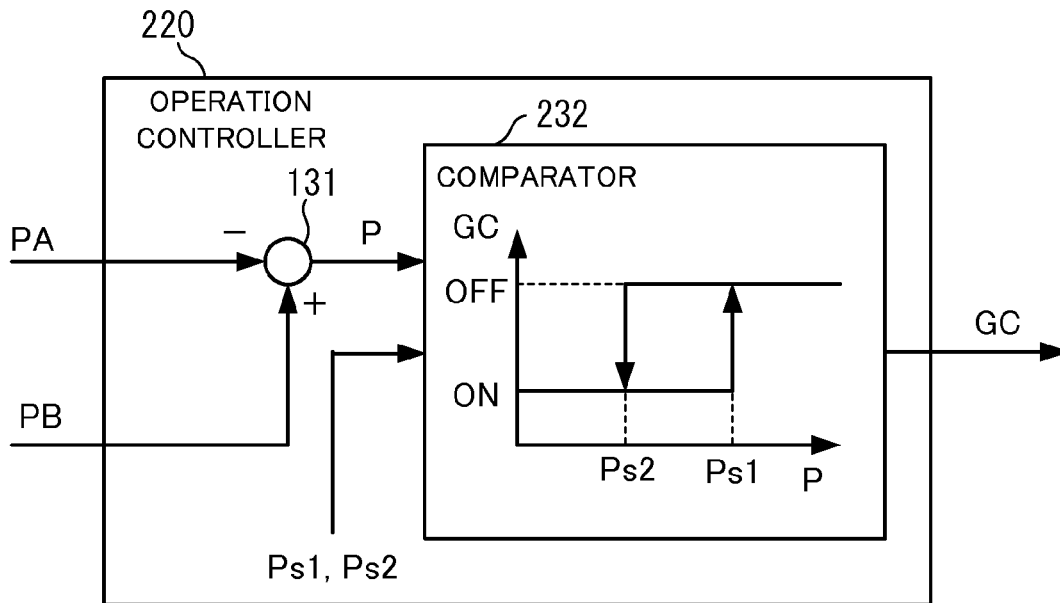 220
OPERATION
CONTROLLER
232
131
COMPARATOR
PA
−
P
GC
OFF
+
GC
ON
PB
Ps2
Ps1
P
Ps1, Ps2